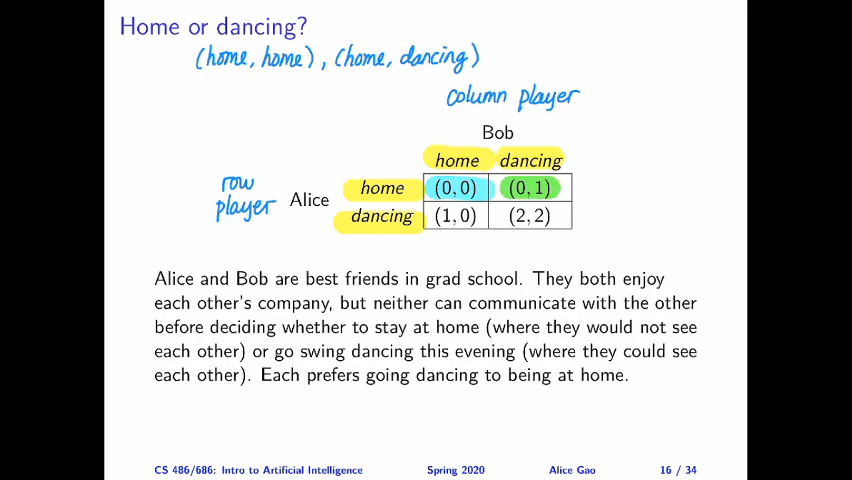 Home or dancing?
(home, home), (home, dancing)
column player
Bob
home dancing
row
player
Alice
home (0, 0) (0, 1)
dancing (1, 0) (2, 2)
Alice and Bob are best friends in grad school. They both enjoy
each other's company, but neither can communicate with the other
before deciding whether to stay at home (where they would not see
each other) or go swing dancing this evening (where they could see
each other). Each prefers going dancing to being at home.
CS 486/686: Intro to Artificial Intelligence Spring 2020 Alice Gao 16 / 34